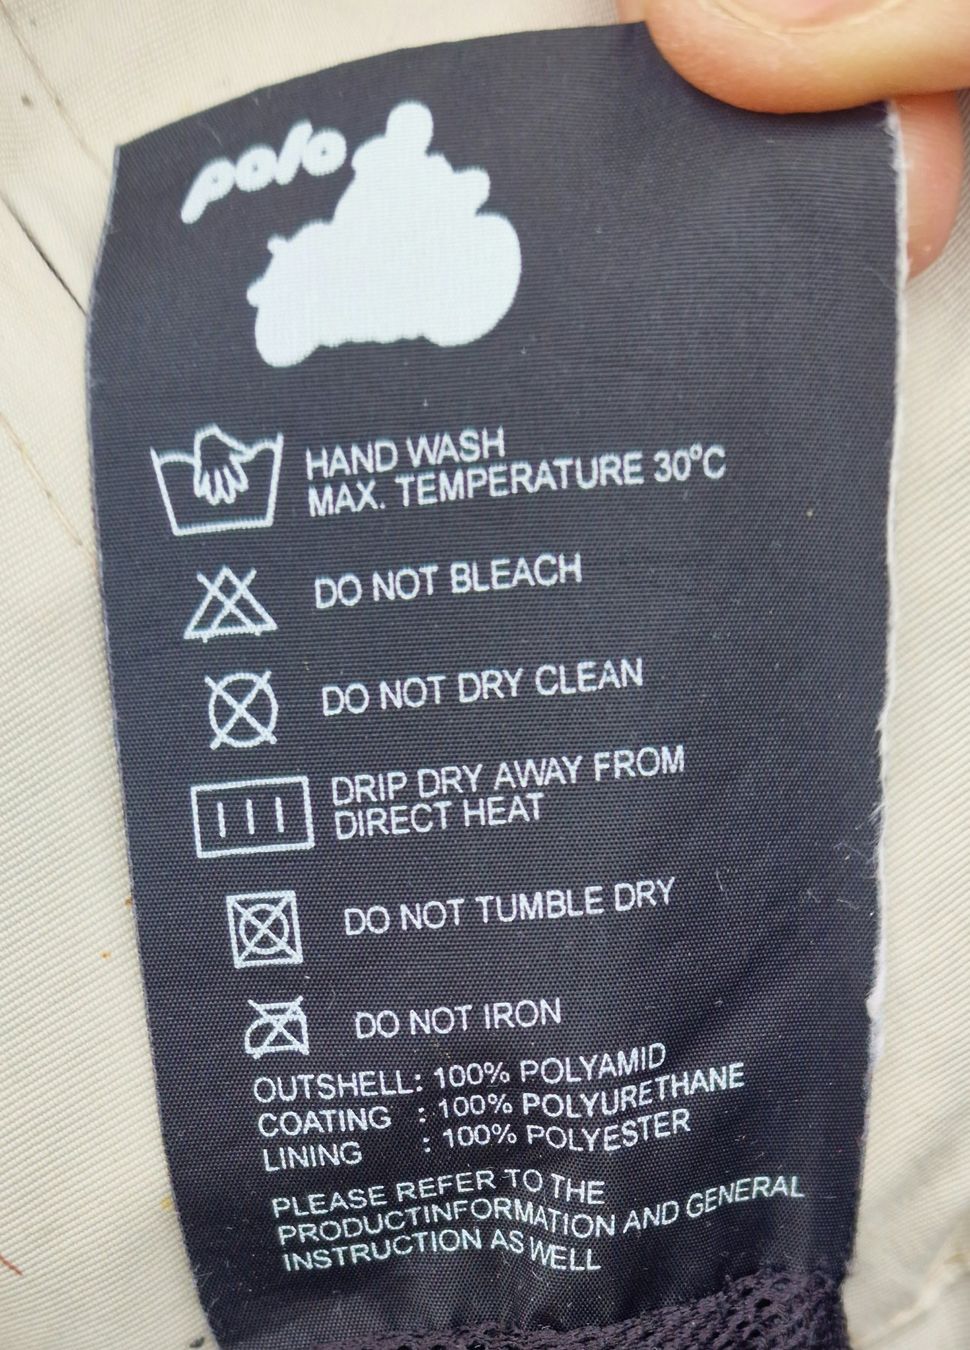 polo
HAND WASH
MAX. TEMPERATURE 30°C
DO NOT BLEACH
DO NOT DRY CLEAN
DRIP DRY AWAY FROM
DIRECT HEAT
DO NOT TUMBLE DRY
DO NOT IRON
OUTSHELL: 100% POLYAMID
COATING : 100% POLYURETHANE
LINING : 100% POLYESTER
PLEASE REFER TO THE
PRODUCTINFORMATION AND GENERAL
INSTRUCTION AS WELL